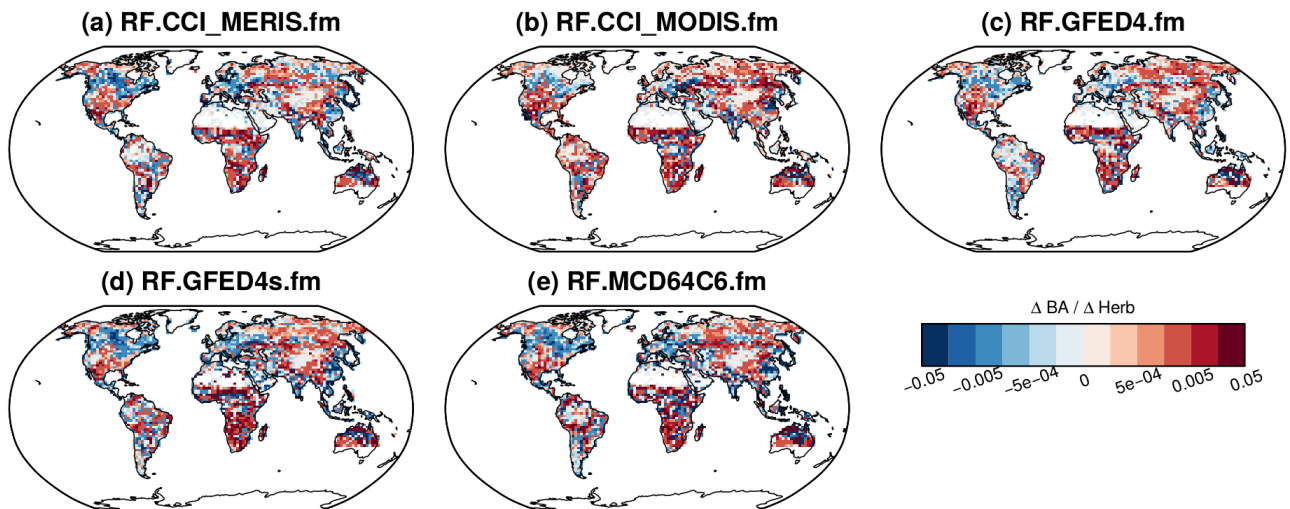 (a) RF.CCI_MERIS.fm
(b) RF.CCI_MODIS.fm
(c) RF.GFED4.fm
(d) RF.GFED4s.fm
(e) RF.MCD64C6.fm
Δ BA / Δ Herb
−0.05 −0.005 −5e−04 0 5e−04 0.005 0.05